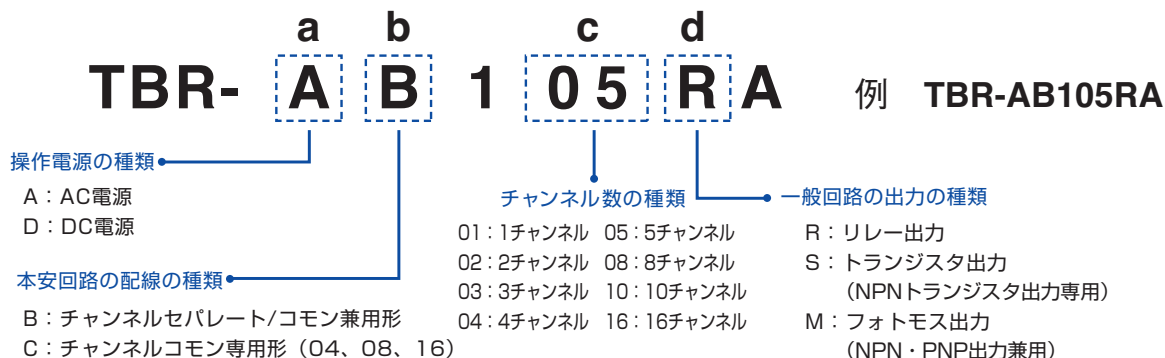 a b c d
TBR- A B 1 0 5 R A 例 TBR-AB105RA
操作電源の種類
A：AC電源
D：DC電源
本安回路の配線の種類
B：チャンネルセパレート/コモン兼用形
C：チャンネルコモン専用形（04、08、16）
チャンネル数の種類
01：1チャンネル 05：5チャンネル
02：2チャンネル 08：8チャンネル
03：3チャンネル 10：10チャンネル
04：4チャンネル 16：16チャンネル
一般回路の出力の種類
R：リレー出力
S：トランジスタ出力
（NPNトランジスタ出力専用）
M：フォトモス出力
（NPN・PNP出力兼用）